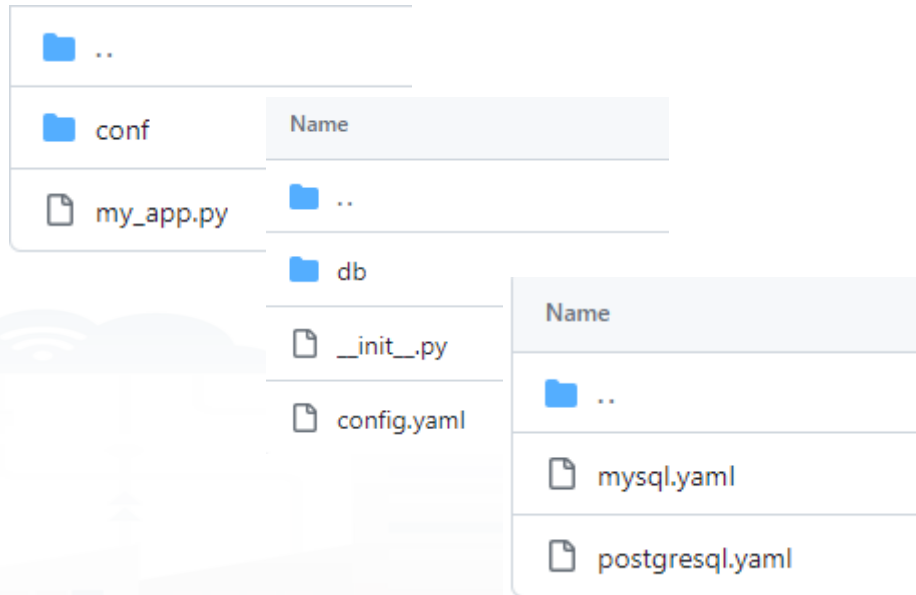 ..
conf
my_app.py
Name
..
db
__init__.py
config.yaml
Name
..
mysql.yaml
postgresql.yaml